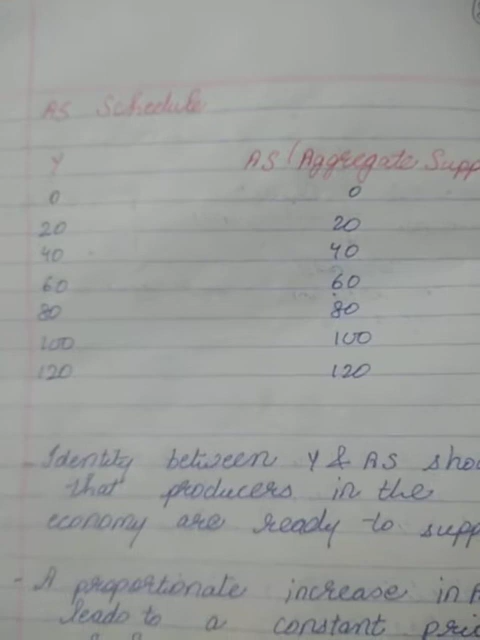 AS Schedule
Y AS (Aggregate Supp
0 0
20 20
40 40
60 60
80 80
100 100
120 120
- Identity between Y & AS sho
that producers in the
economy are ready to supp
- A proportionate increase in A
leads to a constant pric